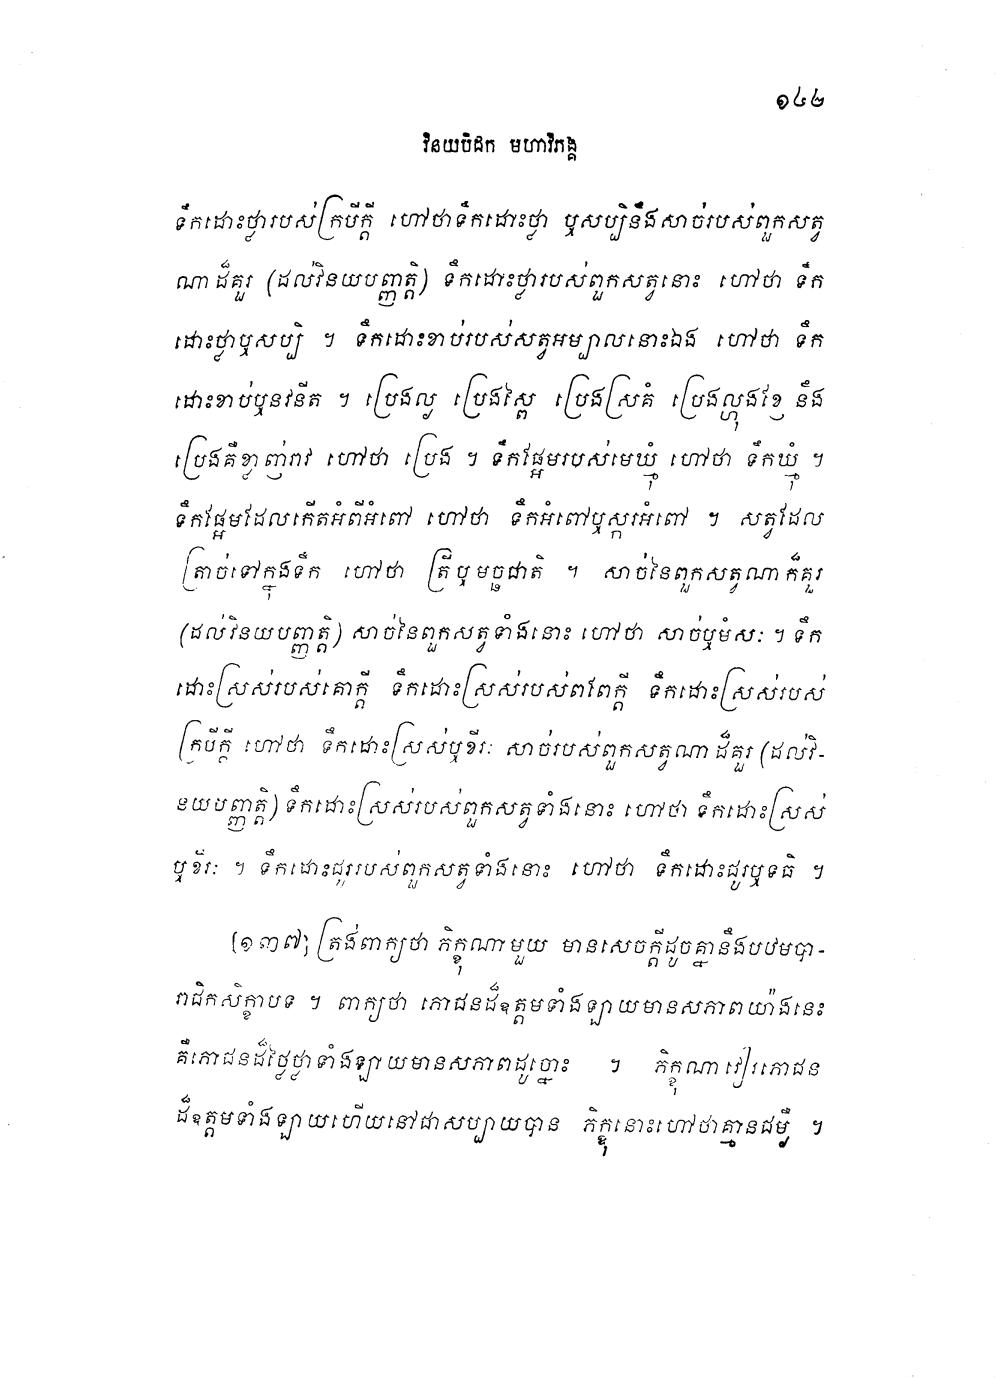 ១៤២
វិនយបិដក មហាវិភង្គ
ទឹកដោះថ្លារបស់ក្របីក្តី ហៅថាទឹកដោះថ្លា ឬសប្បិនឹងសាច់របស់ពួកសត្វ
ណាដ៏គួរ (ដល់វិនយបញ្ញត្តិ) ទឹកដោះថ្លារបស់ពួកសត្វនោះ ហៅថា ទឹក
ដោះថ្លាឬសប្បិ ។ ទឹកដោះខាប់របស់សត្វអម្បាលនោះឯង ហៅថា ទឹក
ដោះខាប់ឬនវនីត ។ ប្រេងល្ង ប្រេងស្ពៃ ប្រេងស្រគំ ប្រេងល្ហុងខ្វែ និង
ប្រេងគឺខ្លាញ់រាវ ហៅថា ប្រេង ។ ទឹកផ្អែមរបស់មេឃ្មុំ ហៅថា ទឹកឃ្មុំ ។
ទឹកផ្អែមដែលកើតអំពីអំពៅ ហៅថា ទឹកអំពៅឬស្ករអំពៅ ។ សត្វដែល
ត្រាច់ទៅក្នុងទឹក ហៅថា ត្រីឬមច្ឆជាតិ ។ សាច់នៃពួកសត្វណាក៏គួរ
(ដល់វិនយបញ្ញត្តិ) សាច់នៃពួកសត្វទាំងនោះ ហៅថា សាច់ឬមំសៈ ។ ទឹក
ដោះស្រស់របស់គោក្តី ទឹកដោះស្រស់របស់ពពែក្តី ទឹកដោះស្រស់របស់
ក្របីក្តី ហៅថា ទឹកដោះស្រស់ឬខីរៈ សាច់របស់ពួកសត្វណាដ៏គួរ (ដល់វិ-
នយបញ្ញត្តិ) ទឹកដោះស្រស់របស់ពួកសត្វទាំងនោះ ហៅថា ទឹកដោះស្រស់
ឬខីរៈ ។ ទឹកដោះជូររបស់ពួកសត្វទាំងនោះ ហៅថា ទឹកដោះជូរឬទធិ ។
[១៣៧] ត្រង់ពាក្យថា ភិក្ខុណាមួយ មានសេចក្តីដូចគ្នានឹងបឋមបា-
រាជិកសិក្ខាបទ ។ ពាក្យថា ភោជនដ៏ឧត្តមទាំងឡាយមានសភាពយ៉ាងនេះ
គឺភោជនដ៏ថ្លៃថ្លាទាំងឡាយមានសភាពដូច្នោះ ។ ភិក្ខុណាវៀរភោជន
ដ៏ឧត្តមទាំងឡាយហើយនៅជាសប្បាយបាន ភិក្ខុនោះហៅថាគ្មានជម្ងឺ ។